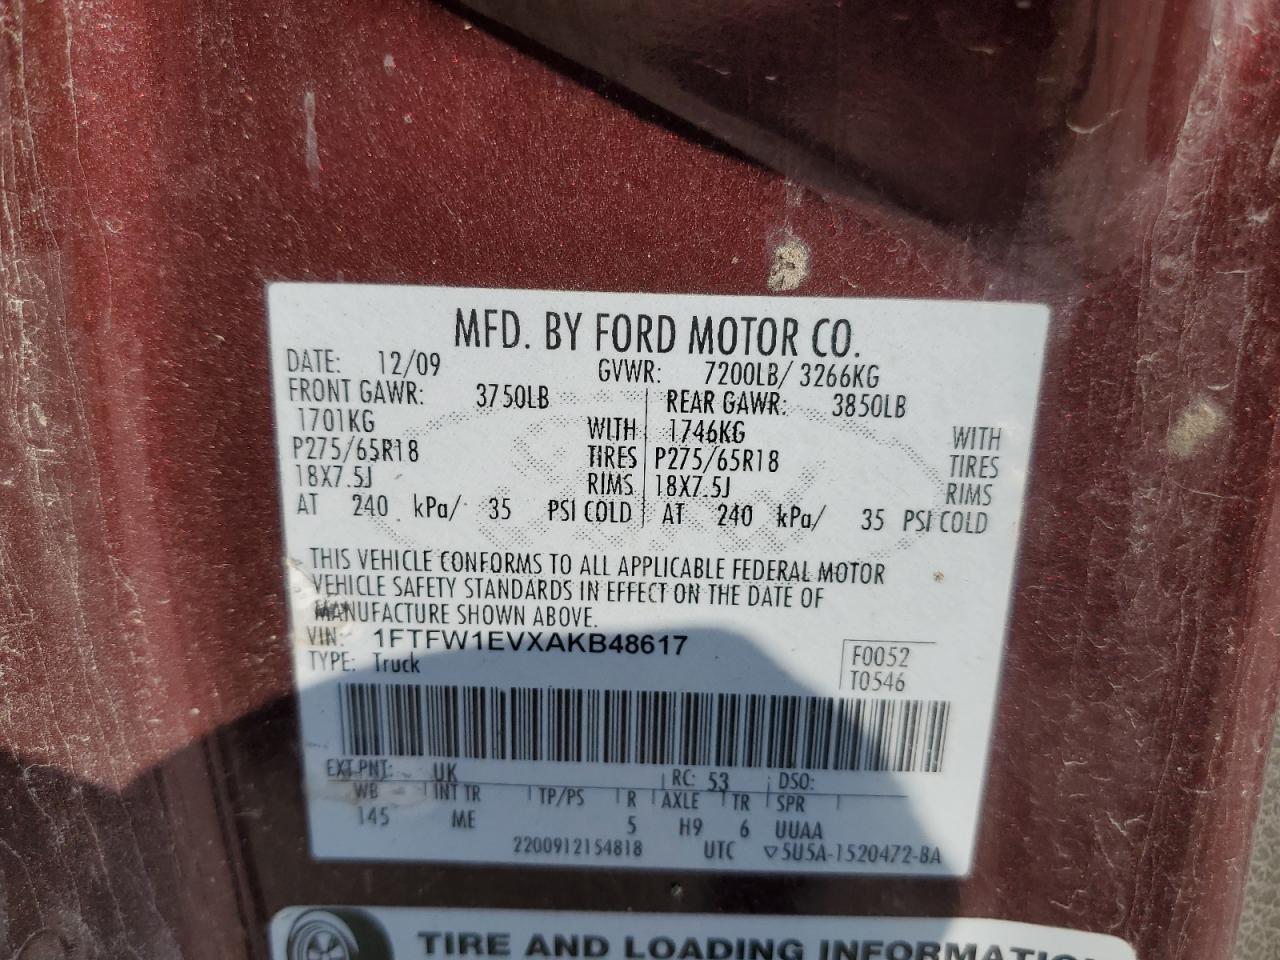 MFD. BY FORD MOTOR CO.
DATE: 12/09 GVWR: 7200LB/ 3266KG
FRONT GAWR: 3750LB REAR GAWR: 3850LB
1701KG WITH 1746KG WITH
P275/65R18 TIRES P275/65R18 TIRES
18X7.5J RIMS 18X7.5J RIMS
AT 240 kPa/ 35 PSI COLD AT 240 kPa/ 35 PSI COLD
THIS VEHICLE CONFORMS TO ALL APPLICABLE FEDERAL MOTOR
VEHICLE SAFETY STANDARDS IN EFFECT ON THE DATE OF
MANUFACTURE SHOWN ABOVE.
VIN: 1FTFW1EVXAKB48617
TYPE: Truck
F0052
T0546
EXT PNT: UK RC: 53 DSO:
WB INT TR TP/PS R AXLE TR SPR
145 ME 5 H9 6 UUAA
2200912154818 UTC ▽5U5A-1520472-BA
TIRE AND LOADING INFORMATION